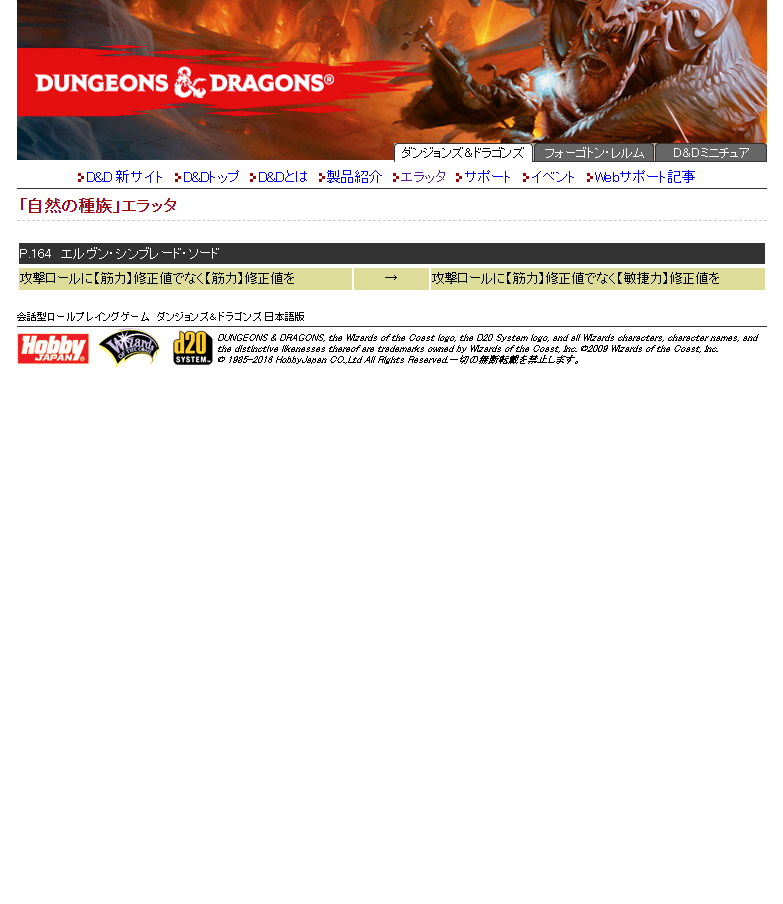 DUNGEONS & DRAGONS®
ダンジョンズ&ドラゴンズ フォーゴトン・レルム D&Dミニチュア
D&D 新サイト D&Dトップ D&Dとは 製品紹介 エラッタ サポート イベント Webサポート記事
「自然の種族」エラッタ
P.164 エルヴン・シンブレード・ソード
攻撃ロールに【筋力】修正値でなく【筋力】修正値を → 攻撃ロールに【筋力】修正値でなく【敏捷力】修正値を
会話型ロールプレイングゲーム ダンジョンズ&ドラゴンズ 日本語版
Hobby JAPAN® Wizards OF THE COAST d20 SYSTEM™
DUNGEONS & DRAGONS, the Wizards of the Coast logo, the D20 System logo, and all Wizards characters, character names, and
the distinctive likenesses thereof are trademarks owned by Wizards of the Coast, Inc. ©2009 Wizards of the Coast, Inc.
© 1985-2016 HobbyJapan CO.,Ltd All Rights Reserved.一切の無断転載を禁止します。